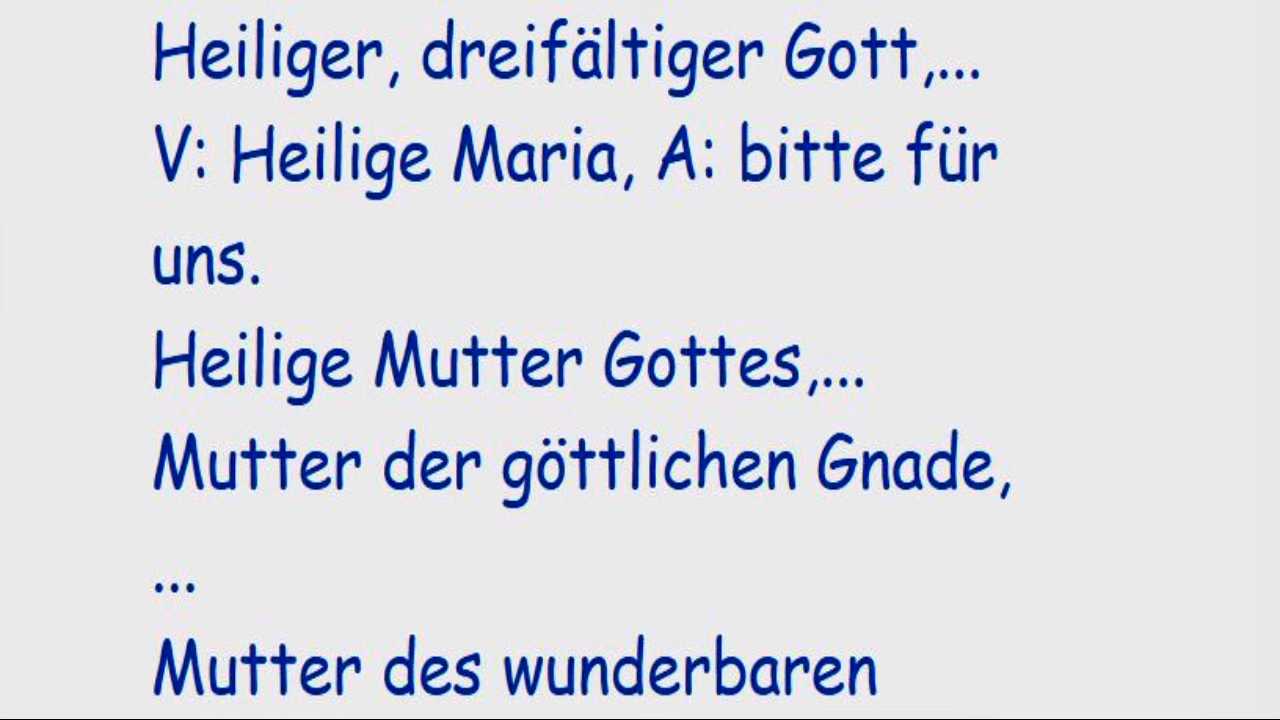 Heiliger, dreifältiger Gott,...
V: Heilige Maria, A: bitte für
uns.
Heilige Mutter Gottes,...
Mutter der göttlichen Gnade,
...
Mutter des wunderbaren